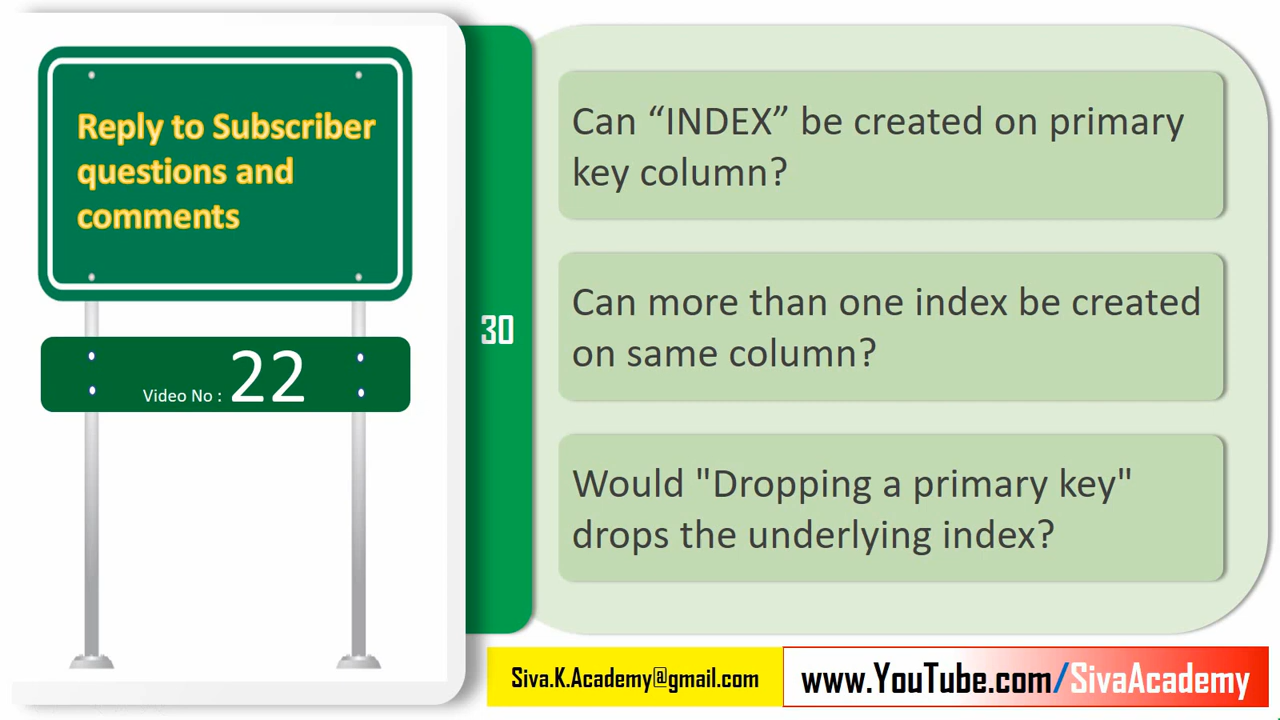 Reply to Subscriber
questions and
comments
Video No : 22
30
Can “INDEX” be created on primary
key column?
Can more than one index be created
on same column?
Would "Dropping a primary key"
drops the underlying index?
Siva.K.Academy@gmail.com
www.YouTube.com/SivaAcademy